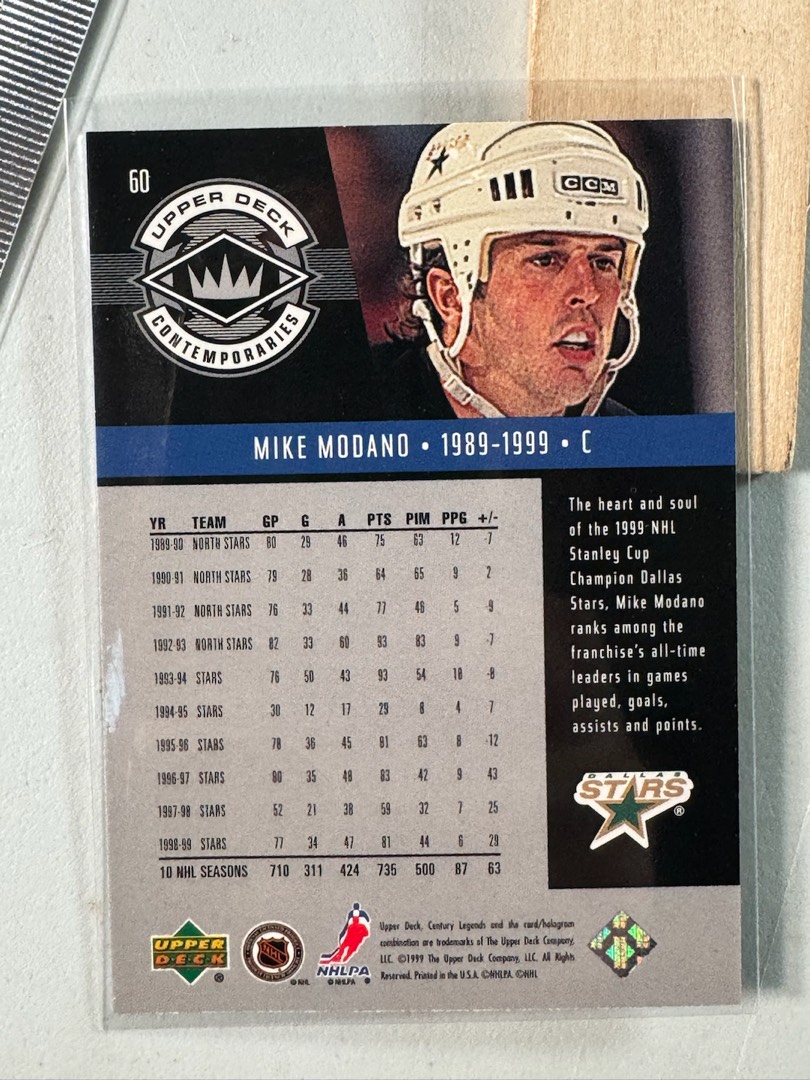 60
UPPER DECK
CONTEMPORARIES
CCM
MIKE MODANO • 1989-1999 • C
YR TEAM GP G A PTS PIM PPG +/-
1989-90 NORTH STARS 80 29 46 75 63 12 -7
1990-91 NORTH STARS 79 28 36 64 65 9 2
1991-92 NORTH STARS 76 33 44 77 46 5 -9
1992-93 NORTH STARS 82 33 60 93 83 9 -7
1993-94 STARS 76 50 43 93 54 18 -8
1994-95 STARS 30 12 17 29 8 4 7
1995-96 STARS 78 36 45 81 63 8 -12
1996-97 STARS 80 35 48 83 42 9 43
1997-98 STARS 52 21 38 59 32 7 25
1998-99 STARS 77 34 47 81 44 6 29
10 NHL SEASONS 710 311 424 735 500 87 63
The heart and soul
of the 1999 NHL
Stanley Cup
Champion Dallas
Stars, Mike Modano
ranks among the
franchise's all-time
leaders in games
played, goals,
assists and points.
DALLAS
STARS ®
UPPER
DECK ®
NHL
© NHL
NHLPA
© NHLPA
Upper Deck, Century Legends and the card/hologram
combination are trademarks of The Upper Deck Company,
LLC. ©1999 The Upper Deck Company, LLC. All Rights
Reserved. Printed in the U.S.A. ©NHLPA. ©NHL